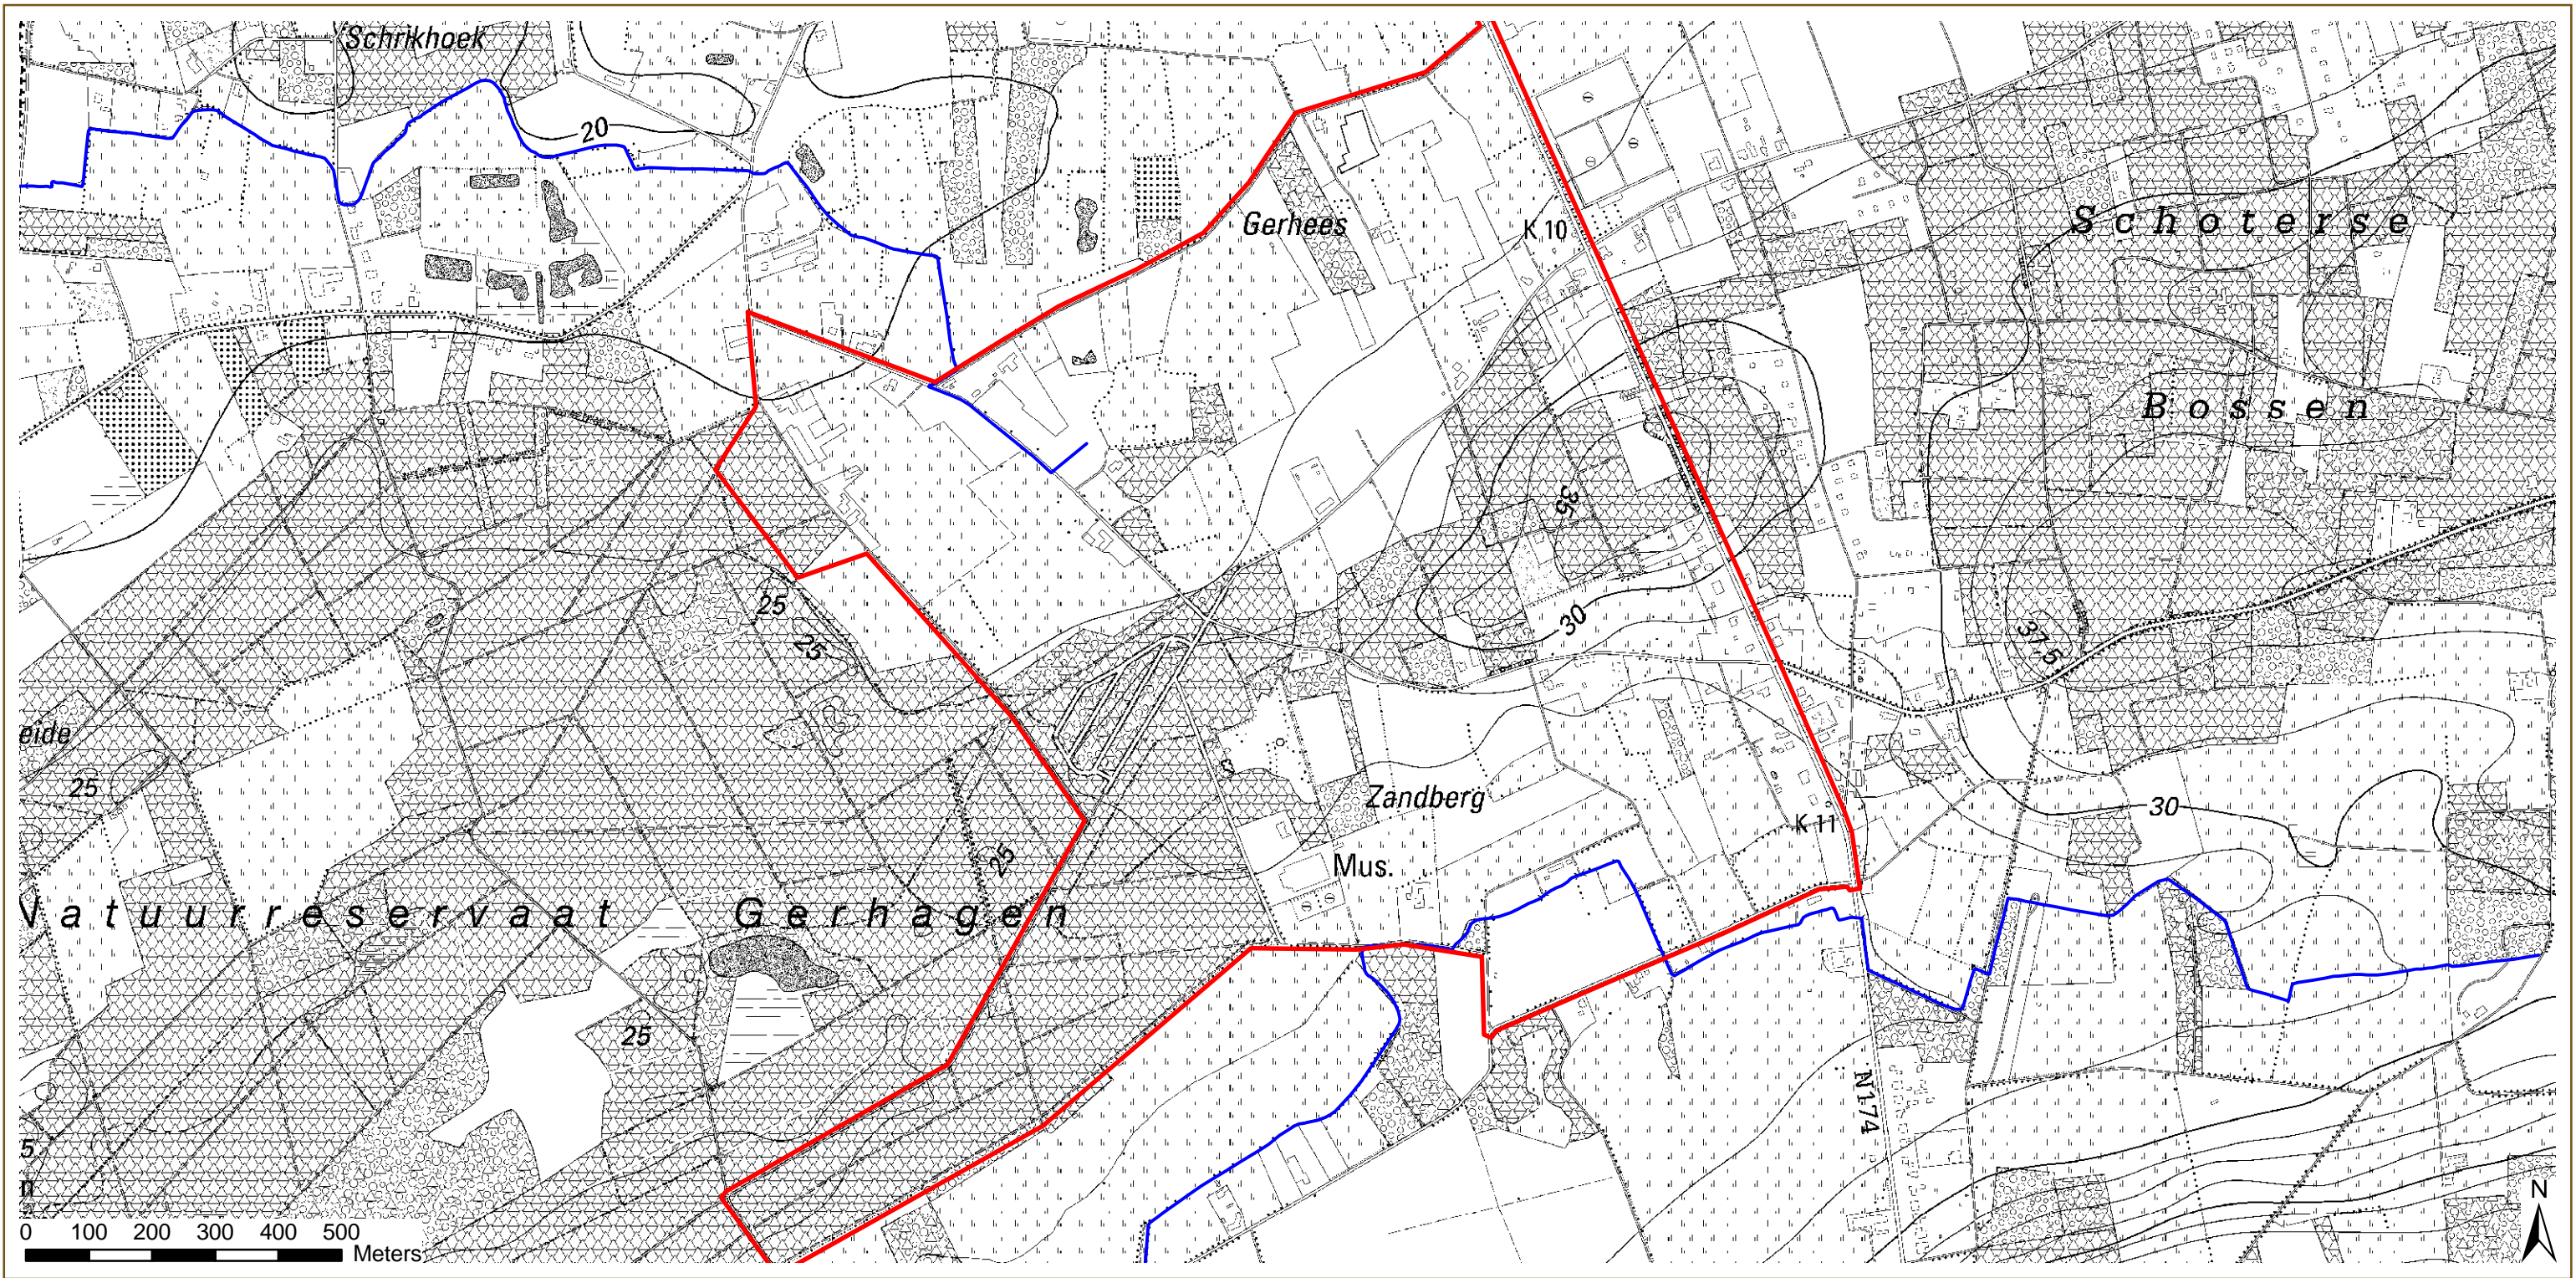 Schrikhoek
20
Gerhees
K 10
Schoterse
Bossen
35
25
25
30
37,5
eide
25
Zandberg
K 11
30
Mus.
25
Natuurreservaat Gerhagen
25
N174
5
n
0 100 200 300 400 500
Meters
N